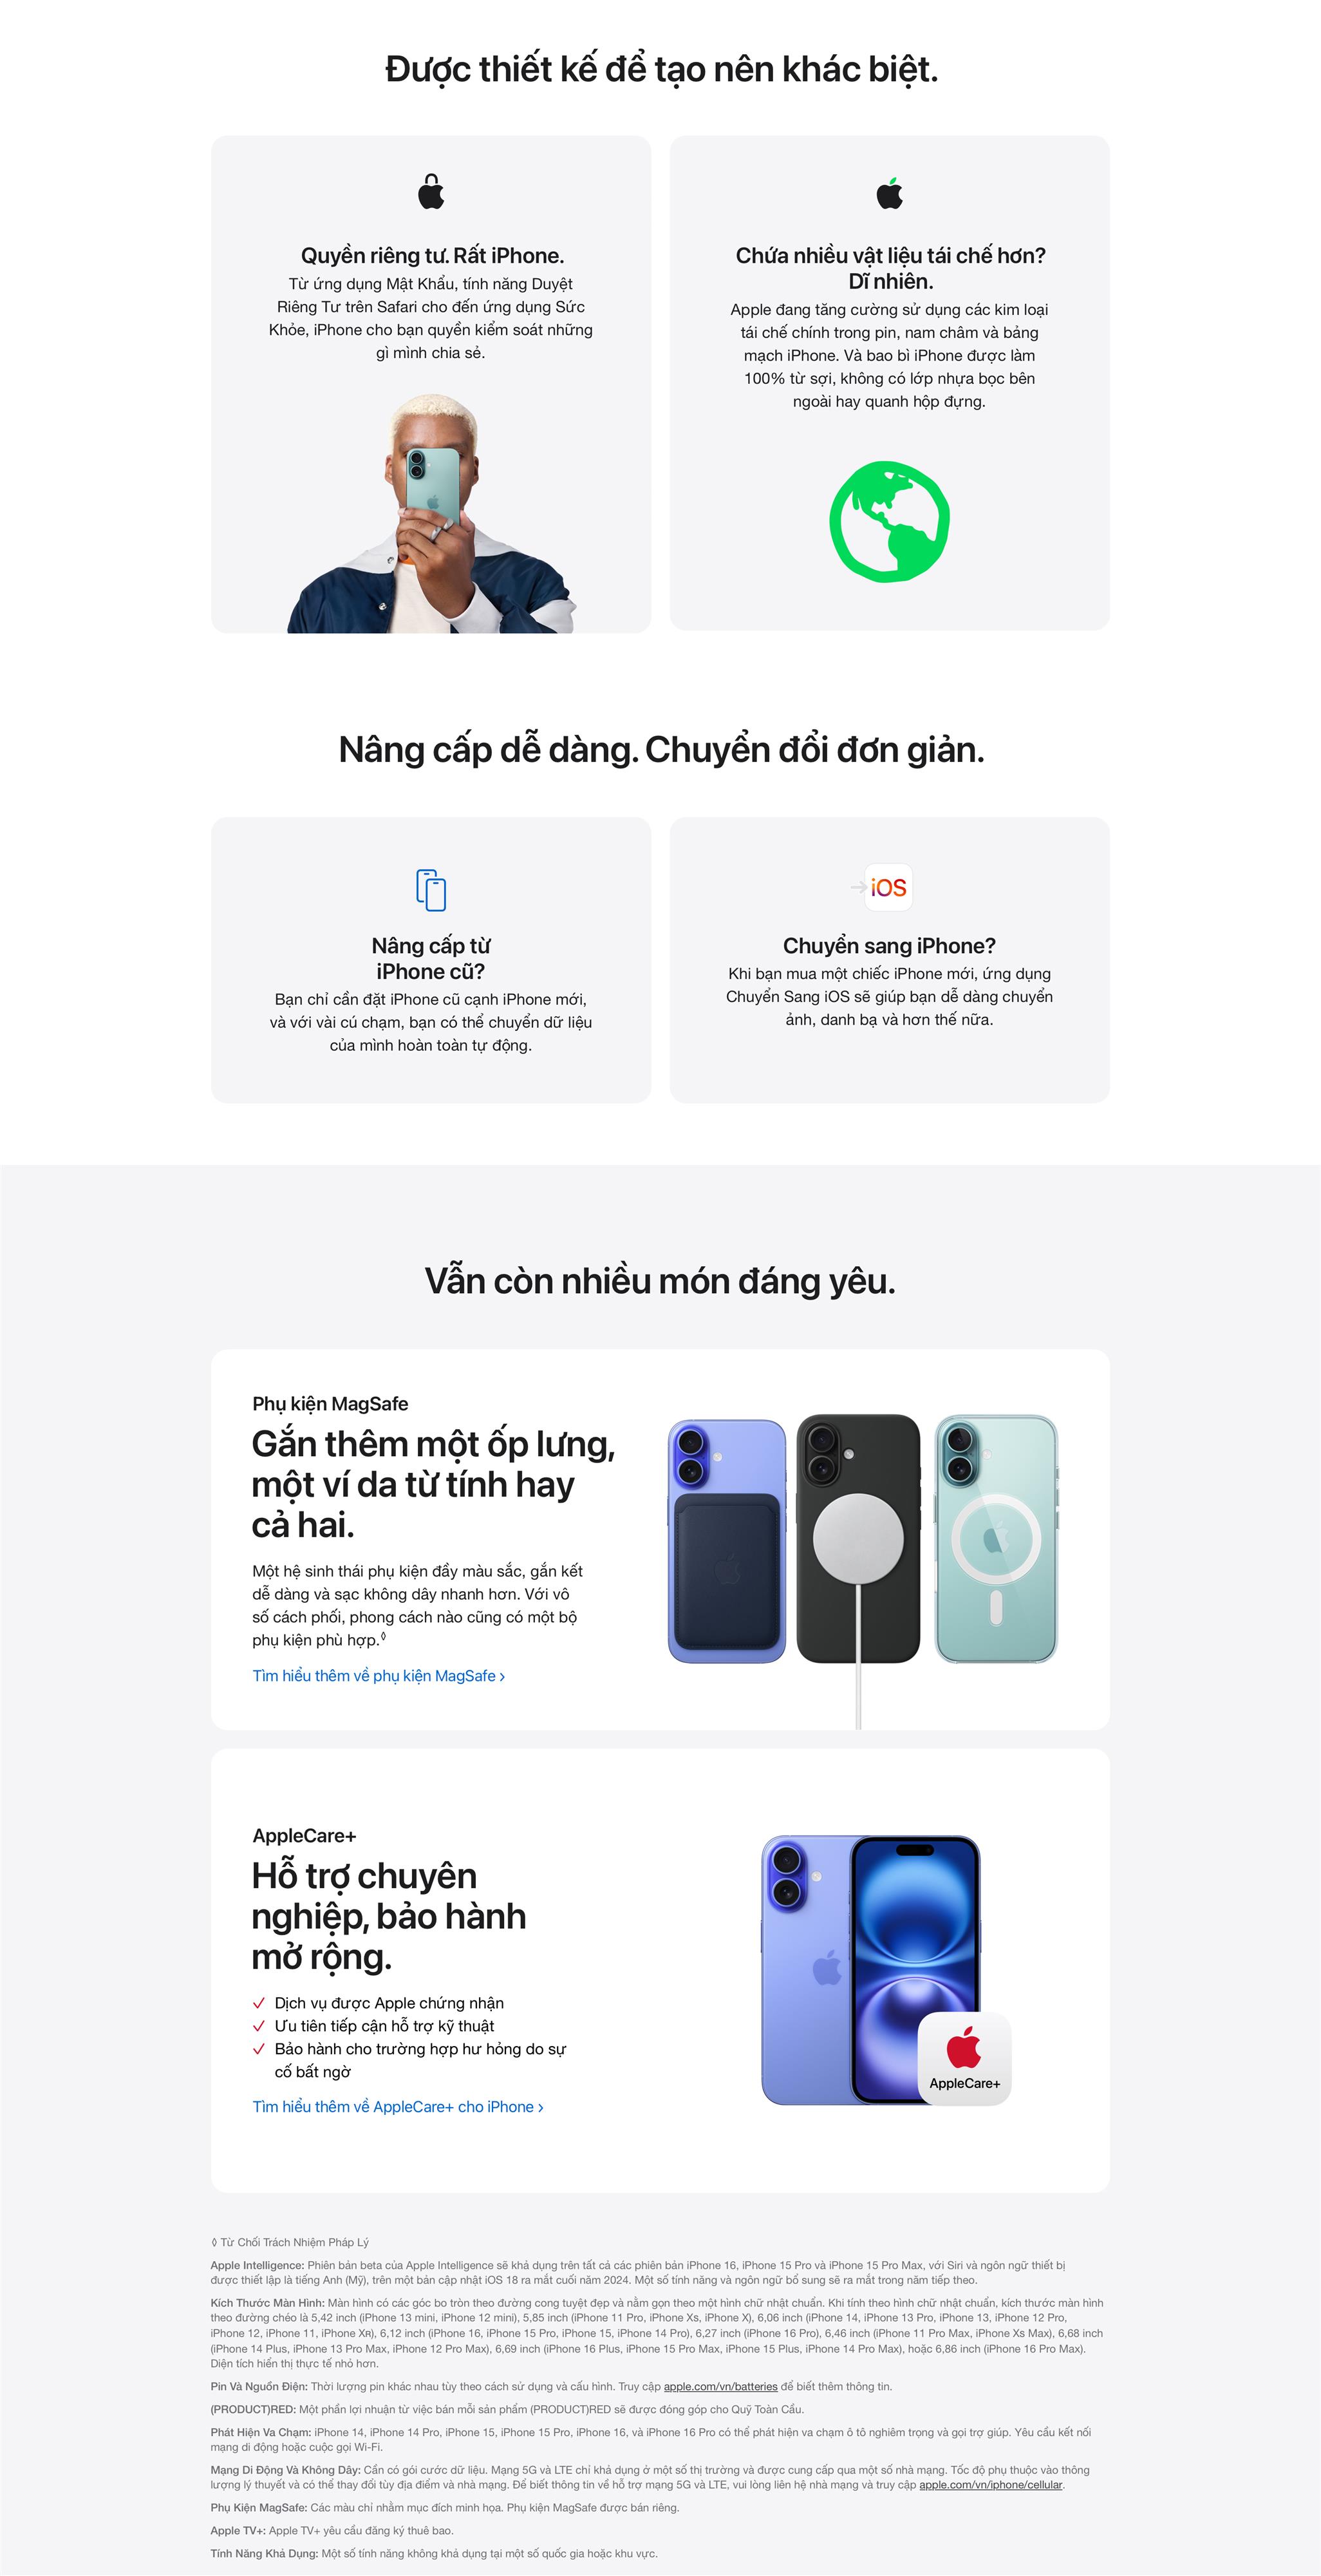 Được thiết kế để tạo nên khác biệt.
Quyền riêng tư. Rất iPhone.
Từ ứng dụng Mật Khẩu, tính năng Duyệt
Riêng Tư trên Safari cho đến ứng dụng Sức
Khỏe, iPhone cho bạn quyền kiểm soát những
gì mình chia sẻ.
Chứa nhiều vật liệu tái chế hơn?
Dĩ nhiên.
Apple đang tăng cường sử dụng các kim loại
tái chế chính trong pin, nam châm và bảng
mạch iPhone. Và bao bì iPhone được làm
100% từ sợi, không có lớp nhựa bọc bên
ngoài hay quanh hộp đựng.
Nâng cấp dễ dàng. Chuyển đổi đơn giản.
Nâng cấp từ
iPhone cũ?
Bạn chỉ cần đặt iPhone cũ cạnh iPhone mới,
và với vài cú chạm, bạn có thể chuyển dữ liệu
của mình hoàn toàn tự động.
iOS
Chuyển sang iPhone?
Khi bạn mua một chiếc iPhone mới, ứng dụng
Chuyển Sang iOS sẽ giúp bạn dễ dàng chuyển
ảnh, danh bạ và hơn thế nữa.
Vẫn còn nhiều món đáng yêu.
Phụ kiện MagSafe
Gắn thêm một ốp lưng,
một ví da từ tính hay
cả hai.
Một hệ sinh thái phụ kiện đầy màu sắc, gắn kết
dễ dàng và sạc không dây nhanh hơn. Với vô
số cách phối, phong cách nào cũng có một bộ
phụ kiện phù hợp.◊
Tìm hiểu thêm về phụ kiện MagSafe ›
AppleCare+
Hỗ trợ chuyên
nghiệp, bảo hành
mở rộng.
✓ Dịch vụ được Apple chứng nhận
✓ Ưu tiên tiếp cận hỗ trợ kỹ thuật
✓ Bảo hành cho trường hợp hư hỏng do sự
cố bất ngờ
Tìm hiểu thêm về AppleCare+ cho iPhone ›
AppleCare+
◊ Từ Chối Trách Nhiệm Pháp Lý
Apple Intelligence: Phiên bản beta của Apple Intelligence sẽ khả dụng trên tất cả các phiên bản iPhone 16, iPhone 15 Pro và iPhone 15 Pro Max, với Siri và ngôn ngữ thiết bị
được thiết lập là tiếng Anh (Mỹ), trên một bản cập nhật iOS 18 ra mắt cuối năm 2024. Một số tính năng và ngôn ngữ bổ sung sẽ ra mắt trong năm tiếp theo.
Kích Thước Màn Hình: Màn hình có các góc bo tròn theo đường cong tuyệt đẹp và nằm gọn theo một hình chữ nhật chuẩn. Khi tính theo hình chữ nhật chuẩn, kích thước màn hình
theo đường chéo là 5,42 inch (iPhone 13 mini, iPhone 12 mini), 5,85 inch (iPhone 11 Pro, iPhone Xs, iPhone X), 6,06 inch (iPhone 14, iPhone 13 Pro, iPhone 13, iPhone 12 Pro,
iPhone 12, iPhone 11, iPhone XR), 6,12 inch (iPhone 16, iPhone 15 Pro, iPhone 15, iPhone 14 Pro), 6,27 inch (iPhone 16 Pro), 6,46 inch (iPhone 11 Pro Max, iPhone Xs Max), 6,68 inch
(iPhone 14 Plus, iPhone 13 Pro Max, iPhone 12 Pro Max), 6,69 inch (iPhone 16 Plus, iPhone 15 Pro Max, iPhone 15 Plus, iPhone 14 Pro Max), hoặc 6,86 inch (iPhone 16 Pro Max).
Diện tích hiển thị thực tế nhỏ hơn.
Pin Và Nguồn Điện: Thời lượng pin khác nhau tùy theo cách sử dụng và cấu hình. Truy cập apple.com/vn/batteries để biết thêm thông tin.
(PRODUCT)RED: Một phần lợi nhuận từ việc bán mỗi sản phẩm (PRODUCT)RED sẽ được đóng góp cho Quỹ Toàn Cầu.
Phát Hiện Va Chạm: iPhone 14, iPhone 14 Pro, iPhone 15, iPhone 15 Pro, iPhone 16, và iPhone 16 Pro có thể phát hiện va chạm ô tô nghiêm trọng và gọi trợ giúp. Yêu cầu kết nối
mạng di động hoặc cuộc gọi Wi-Fi.
Mạng Di Động Và Không Dây: Cần có gói cước dữ liệu. Mạng 5G và LTE chỉ khả dụng ở một số thị trường và được cung cấp qua một số nhà mạng. Tốc độ phụ thuộc vào thông
lượng lý thuyết và có thể thay đổi tùy địa điểm và nhà mạng. Để biết thông tin về hỗ trợ mạng 5G và LTE, vui lòng liên hệ nhà mạng và truy cập apple.com/vn/iphone/cellular.
Phụ Kiện MagSafe: Các màu chỉ nhằm mục đích minh họa. Phụ kiện MagSafe được bán riêng.
Apple TV+: Apple TV+ yêu cầu đăng ký thuê bao.
Tính Năng Khả Dụng: Một số tính năng không khả dụng tại một số quốc gia hoặc khu vực.